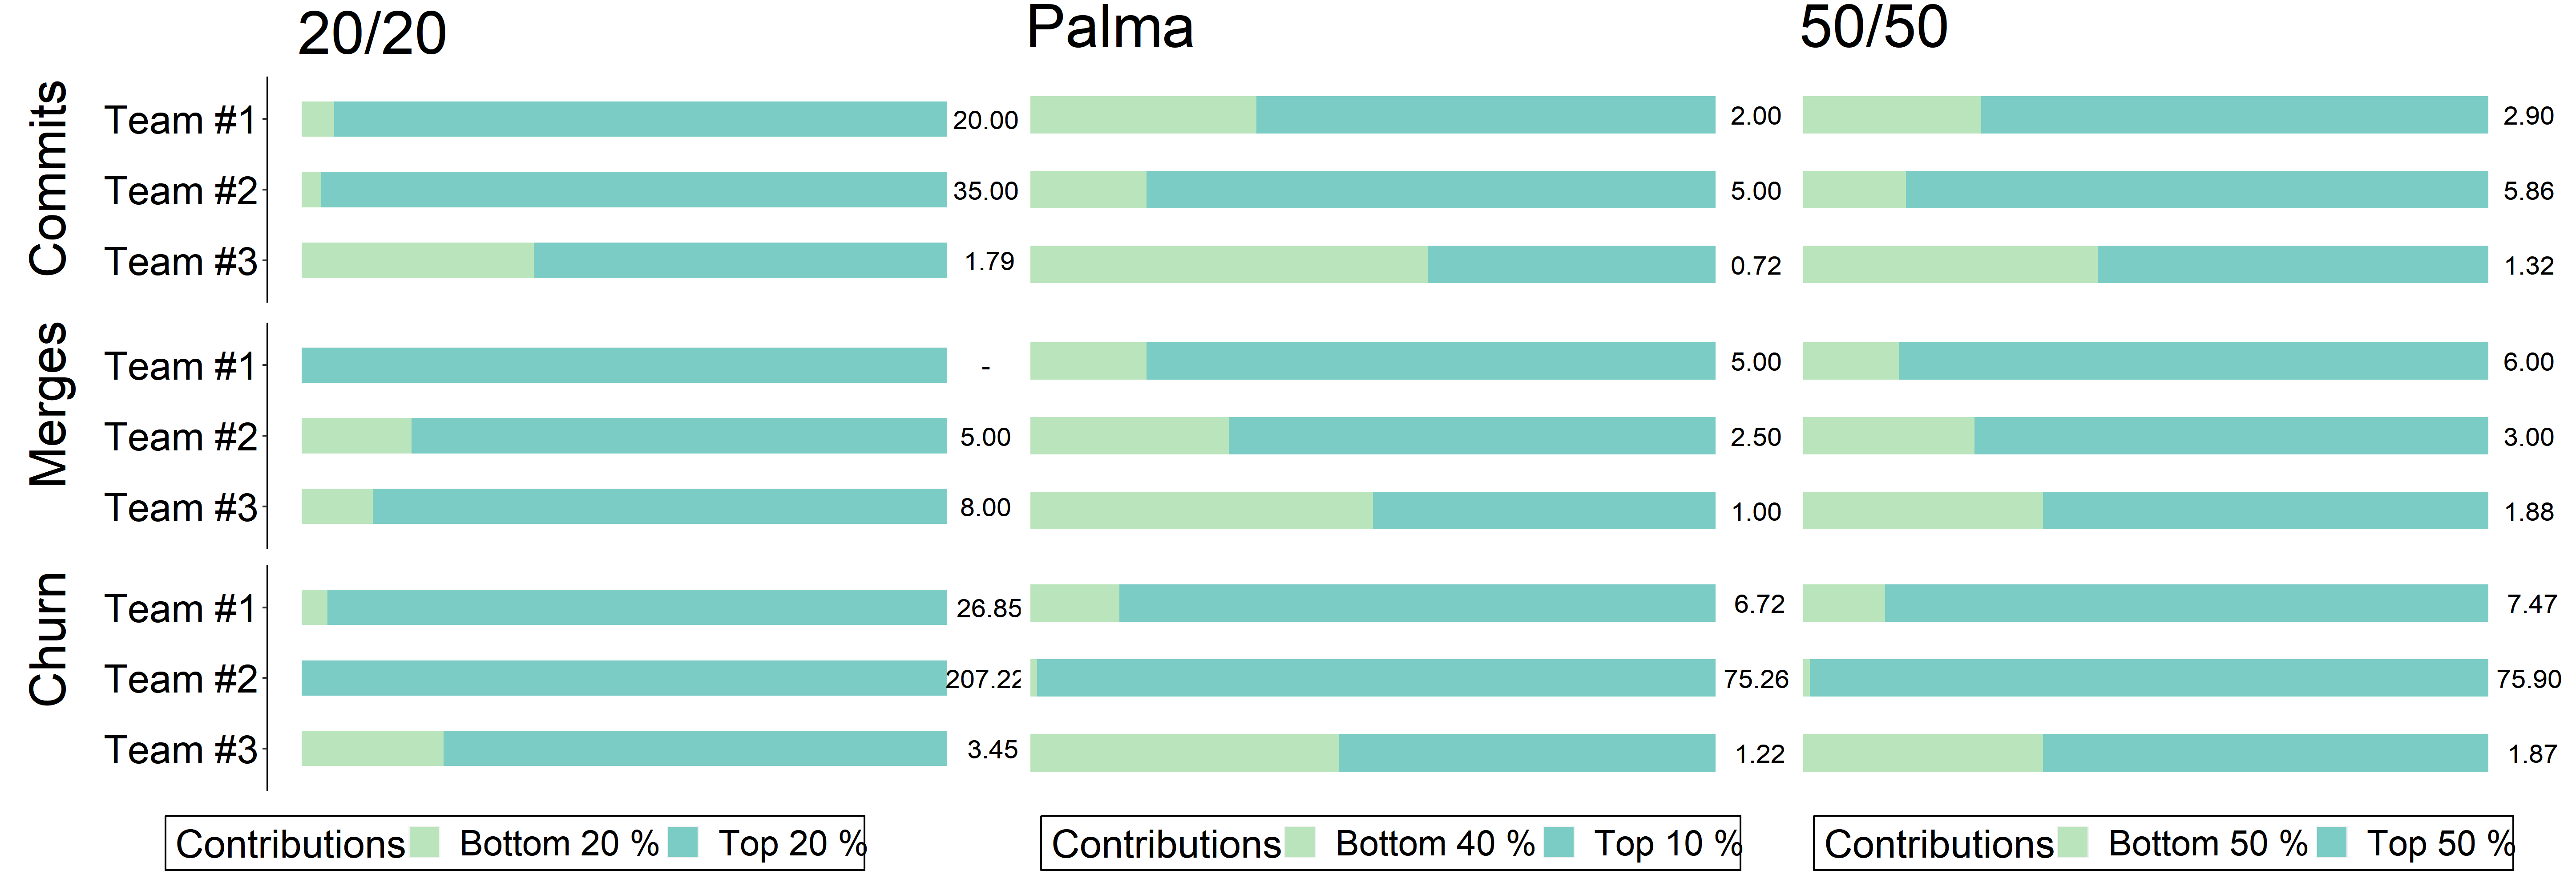 20/20 Palma 50/50
Commits
Team #1 20.00 2.00 2.90
Team #2 35.00 5.00 5.86
Team #3 1.79 0.72 1.32
Merges
Team #1 - 5.00 6.00
Team #2 5.00 2.50 3.00
Team #3 8.00 1.00 1.88
Churn
Team #1 26.85 6.72 7.47
Team #2 207.22 75.26 75.90
Team #3 3.45 1.22 1.87
Contributions Bottom 20 % Top 20 %
Contributions Bottom 40 % Top 10 %
Contributions Bottom 50 % Top 50 %